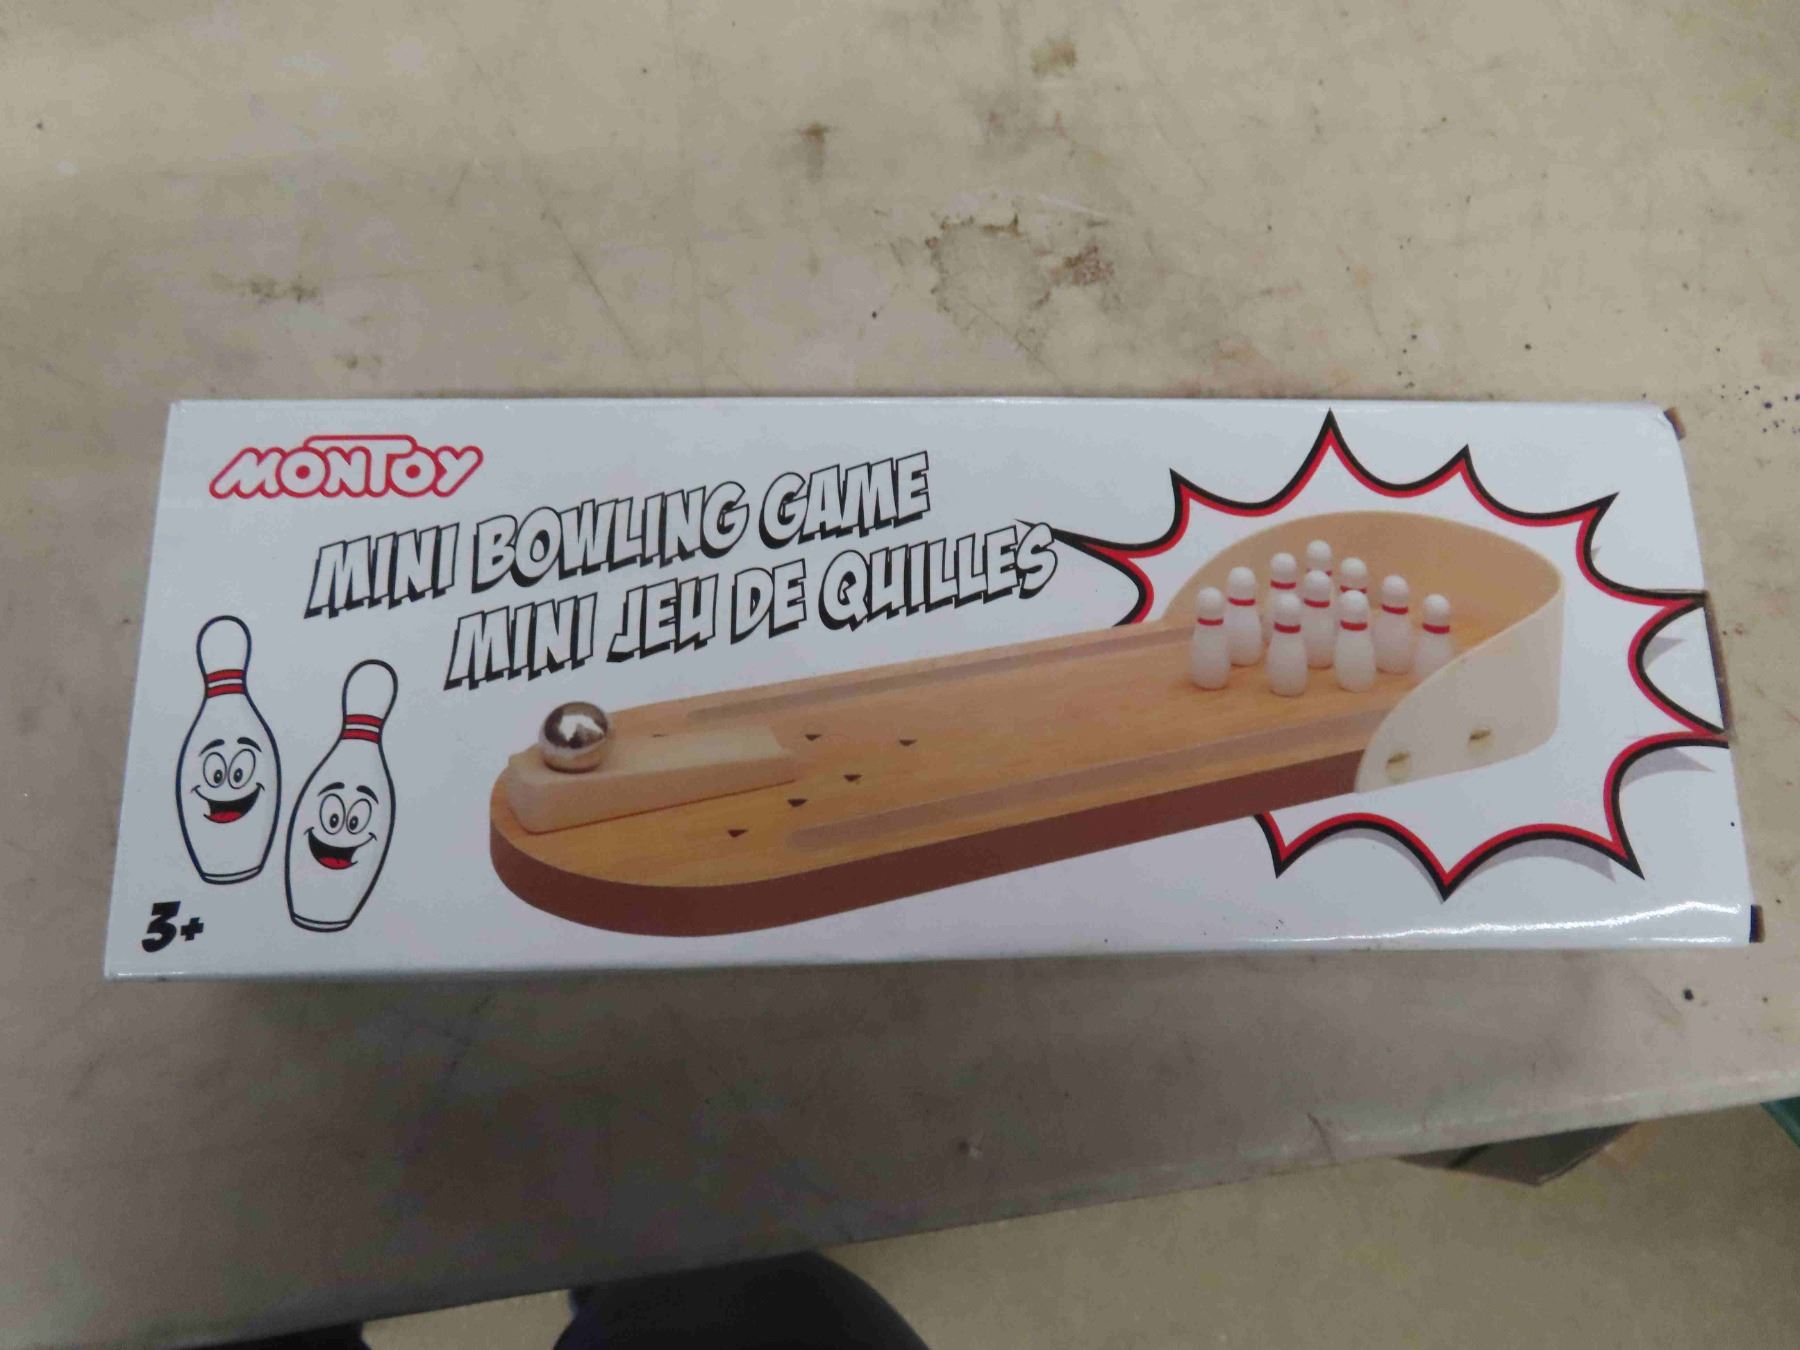 MONTOY
MINI BOWLING GAME
MINI JEU DE QUILLES
3+